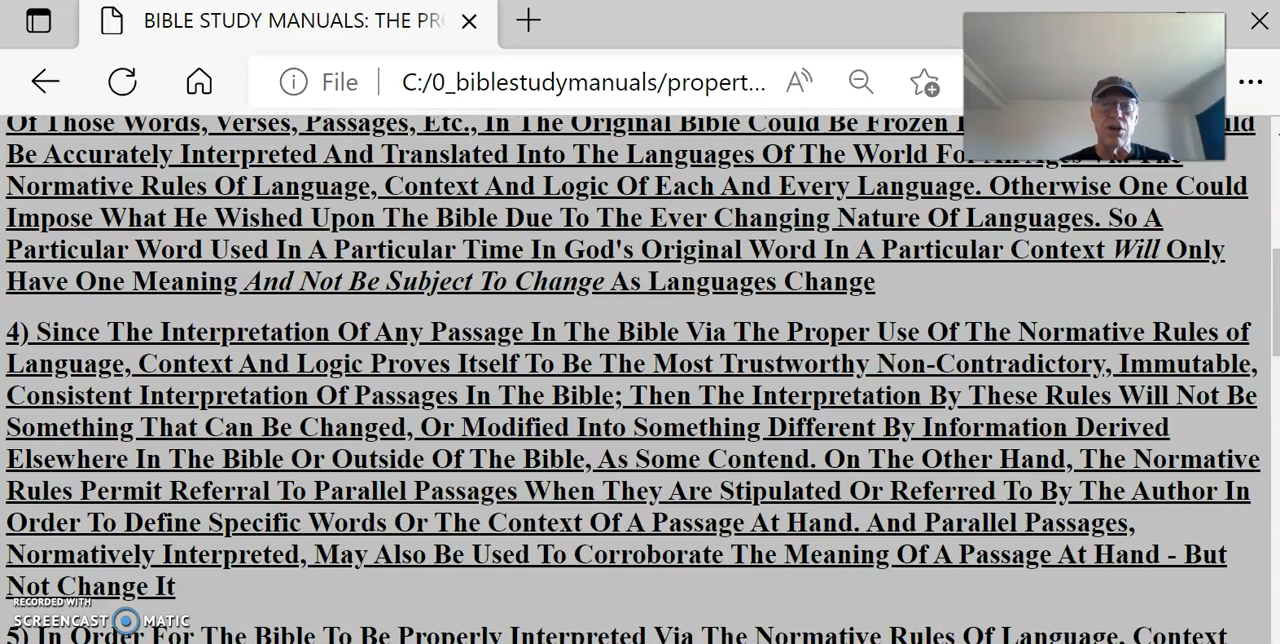 BIBLE STUDY MANUALS: THE PR
File
C:/0_biblestudymanuals/propert...
Of Those Words, Verses, Passages, Etc., In The Original Bible Could Be Frozen
Be Accurately Interpreted And Translated Into The Languages Of The World For All Ages Via The
Normative Rules Of Language, Context And Logic Of Each And Every Language. Otherwise One Could
Impose What He Wished Upon The Bible Due To The Ever Changing Nature Of Languages. So A
Particular Word Used In A Particular Time In God's Original Word In A Particular Context Will Only
Have One Meaning And Not Be Subject To Change As Languages Change
4) Since The Interpretation Of Any Passage In The Bible Via The Proper Use Of The Normative Rules of
Language, Context And Logic Proves Itself To Be The Most Trustworthy Non-Contradictory, Immutable,
Consistent Interpretation Of Passages In The Bible; Then The Interpretation By These Rules Will Not Be
Something That Can Be Changed, Or Modified Into Something Different By Information Derived
Elsewhere In The Bible Or Outside Of The Bible, As Some Contend. On The Other Hand, The Normative
Rules Permit Referral To Parallel Passages When They Are Stipulated Or Referred To By The Author In
Order To Define Specific Words Or The Context Of A Passage At Hand. And Parallel Passages,
Normatively Interpreted, May Also Be Used To Corroborate The Meaning Of A Passage At Hand - But
Not Change It
RECORDED WITH
SCREENCAST MATIC
5) In Order For The Bible To Be Properly Interpreted Via The Normative Rules Of Language, Context